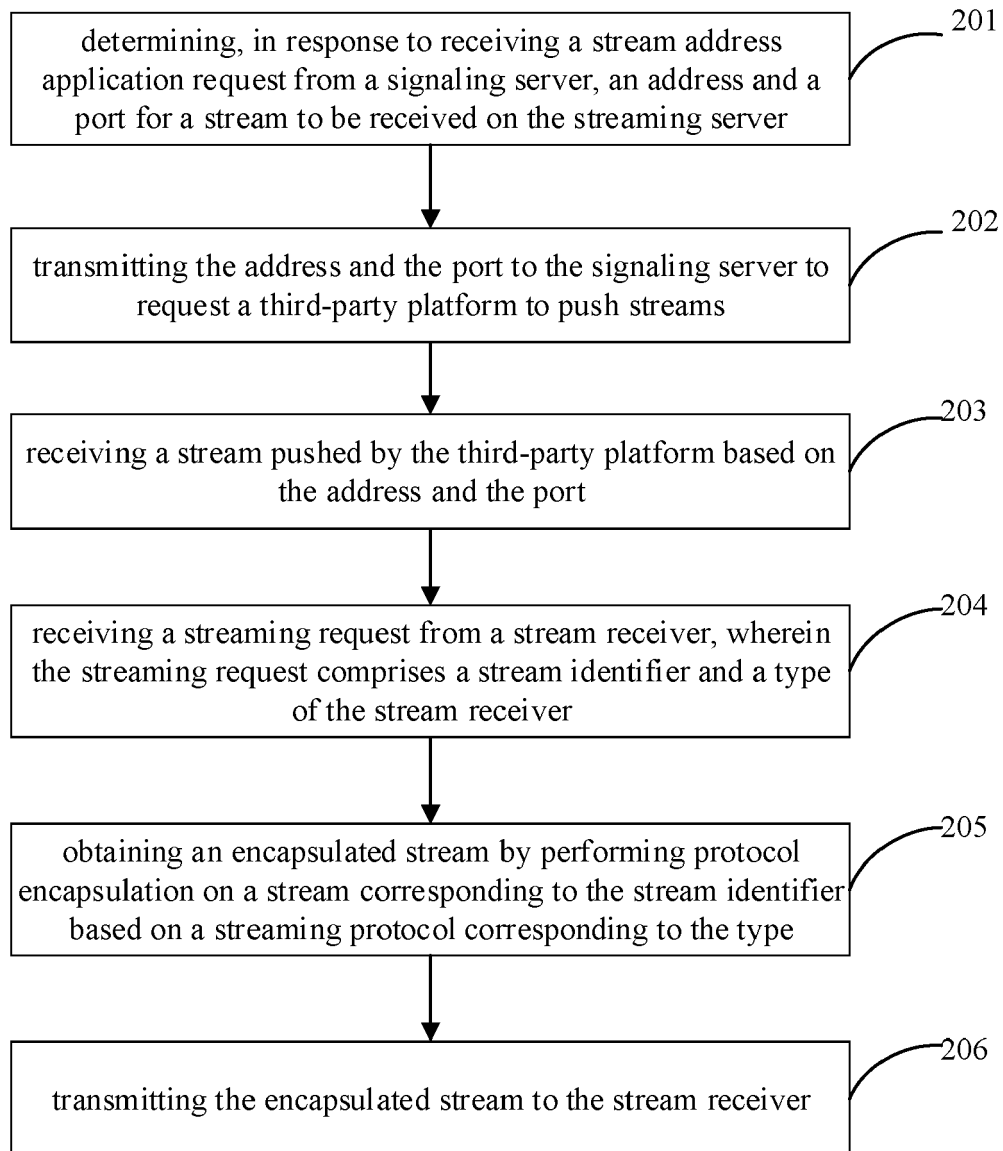 determining, in response to receiving a stream address
application request from a signaling server, an address and a
port for a stream to be received on the streaming server
201
transmitting the address and the port to the signaling server to
request a third-party platform to push streams
202
receiving a stream pushed by the third-party platform based on
the address and the port
203
receiving a streaming request from a stream receiver, wherein
the streaming request comprises a stream identifier and a type
of the stream receiver
204
obtaining an encapsulated stream by performing protocol
encapsulation on a stream corresponding to the stream identifier
based on a streaming protocol corresponding to the type
205
transmitting the encapsulated stream to the stream receiver
206